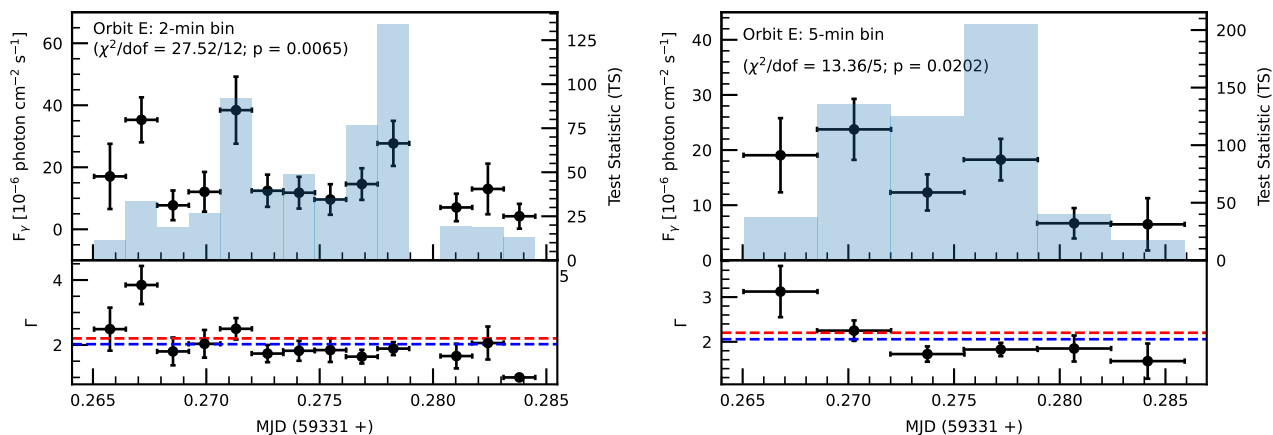 Orbit E: 2-min bin
(χ²/dof = 27.52/12; p = 0.0065)
F_γ [10⁻⁶ photon cm⁻² s⁻¹]
60
40
20
0
Test Statistic (TS)
125
100
75
50
25
0
Γ
4
2
5
0.265 0.270 0.275 0.280 0.285
MJD (59331 +)
Orbit E: 5-min bin
(χ²/dof = 13.36/5; p = 0.0202)
F_γ [10⁻⁶ photon cm⁻² s⁻¹]
40
30
20
10
0
Test Statistic (TS)
200
150
100
50
0
Γ
3
2
0.265 0.270 0.275 0.280 0.285
MJD (59331 +)